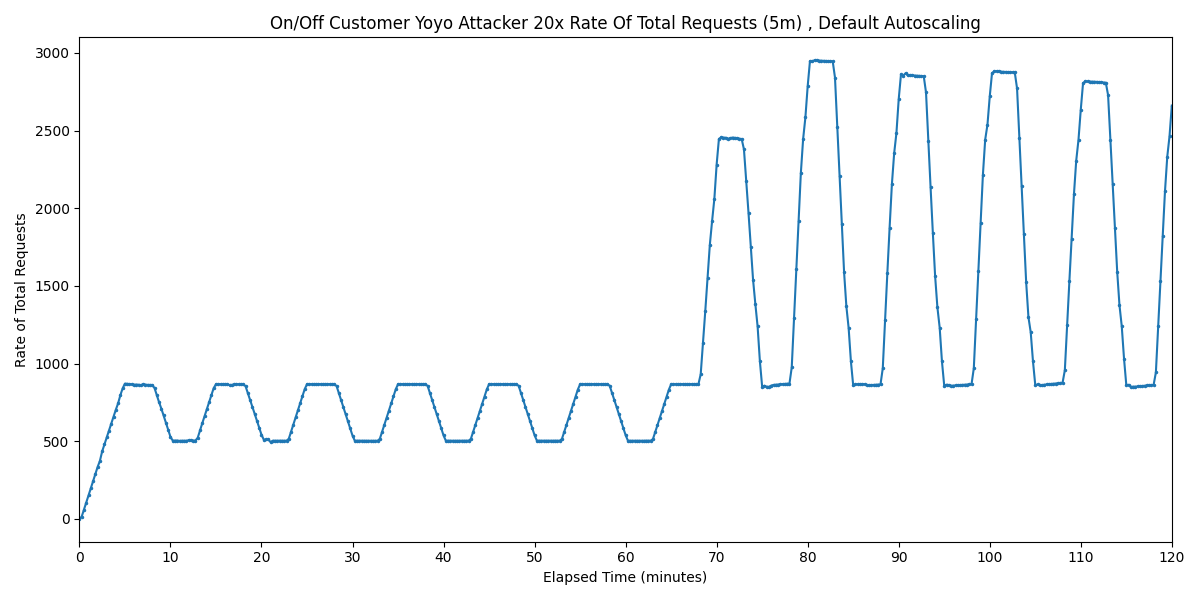 On/Off Customer Yoyo Attacker 20x Rate Of Total Requests (5m) , Default Autoscaling
3000
2500
2000
1500
1000
500
0
Rate of Total Requests
0 10 20 30 40 50 60 70 80 90 100 110 120
Elapsed Time (minutes)